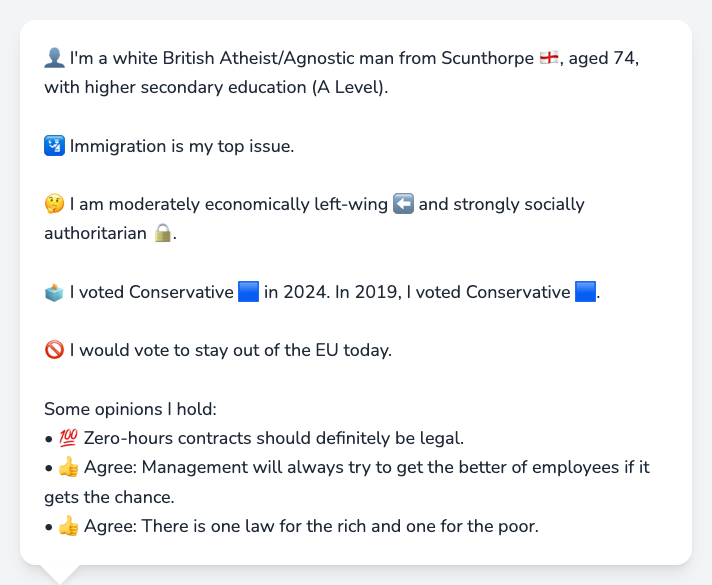 👤 I'm a white British Atheist/Agnostic man from Scunthorpe 🏴󠁧󠁢󠁥󠁮󠁧󠁿, aged 74,
with higher secondary education (A Level).
🛂 Immigration is my top issue.
🤔 I am moderately economically left-wing ⬅️ and strongly socially
authoritarian 🔒.
🗳️ I voted Conservative 🟦 in 2024. In 2019, I voted Conservative 🟦.
🚫 I would vote to stay out of the EU today.
Some opinions I hold:
• 💯 Zero-hours contracts should definitely be legal.
• 👍 Agree: Management will always try to get the better of employees if it
gets the chance.
• 👍 Agree: There is one law for the rich and one for the poor.